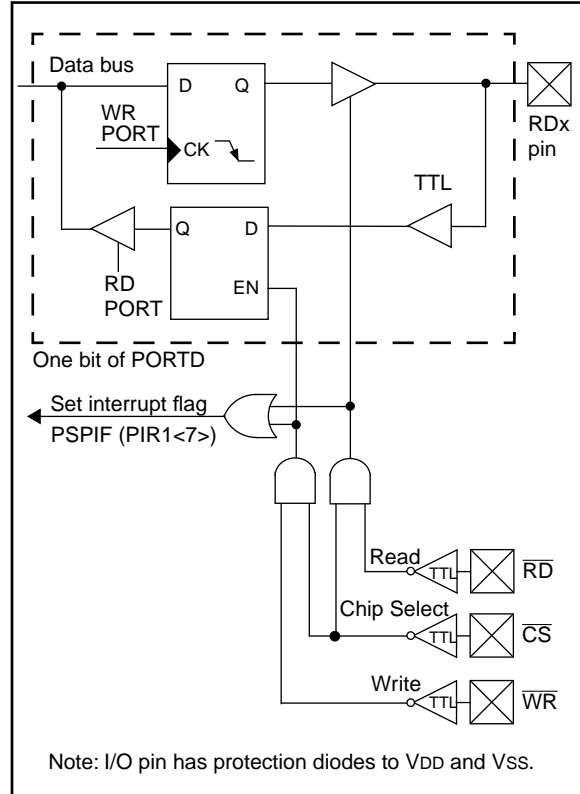 Data bus
D Q
WR
PORT
CK
RDx
pin
TTL
Q D
RD
PORT
EN
One bit of PORTD
Set interrupt flag
PSPIF (PIR1<7>)
Read
TTL
RD
Chip Select
TTL
CS
Write
TTL
WR
Note: I/O pin has protection diodes to VDD and VSS.